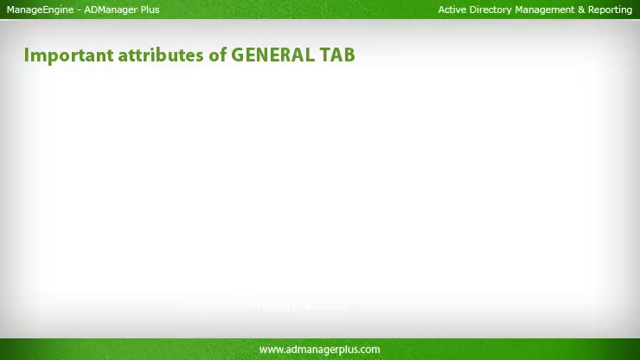 ManageEngine - ADManager Plus
Active Directory Management & Reporting
Important attributes of GENERAL TAB
www.admanagerplus.com